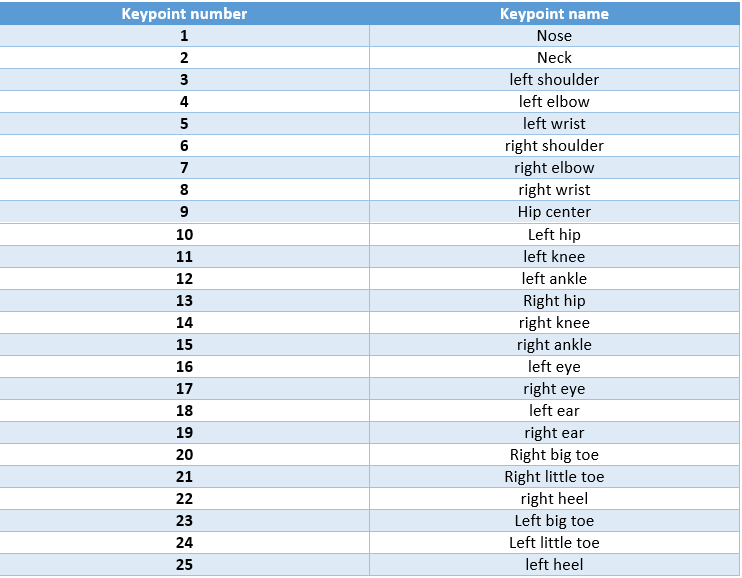 Keypoint number Keypoint name
1 Nose
2 Neck
3 left shoulder
4 left elbow
5 left wrist
6 right shoulder
7 right elbow
8 right wrist
9 Hip center
10 Left hip
11 left knee
12 left ankle
13 Right hip
14 right knee
15 right ankle
16 left eye
17 right eye
18 left ear
19 right ear
20 Right big toe
21 Right little toe
22 right heel
23 Left big toe
24 Left little toe
25 left heel